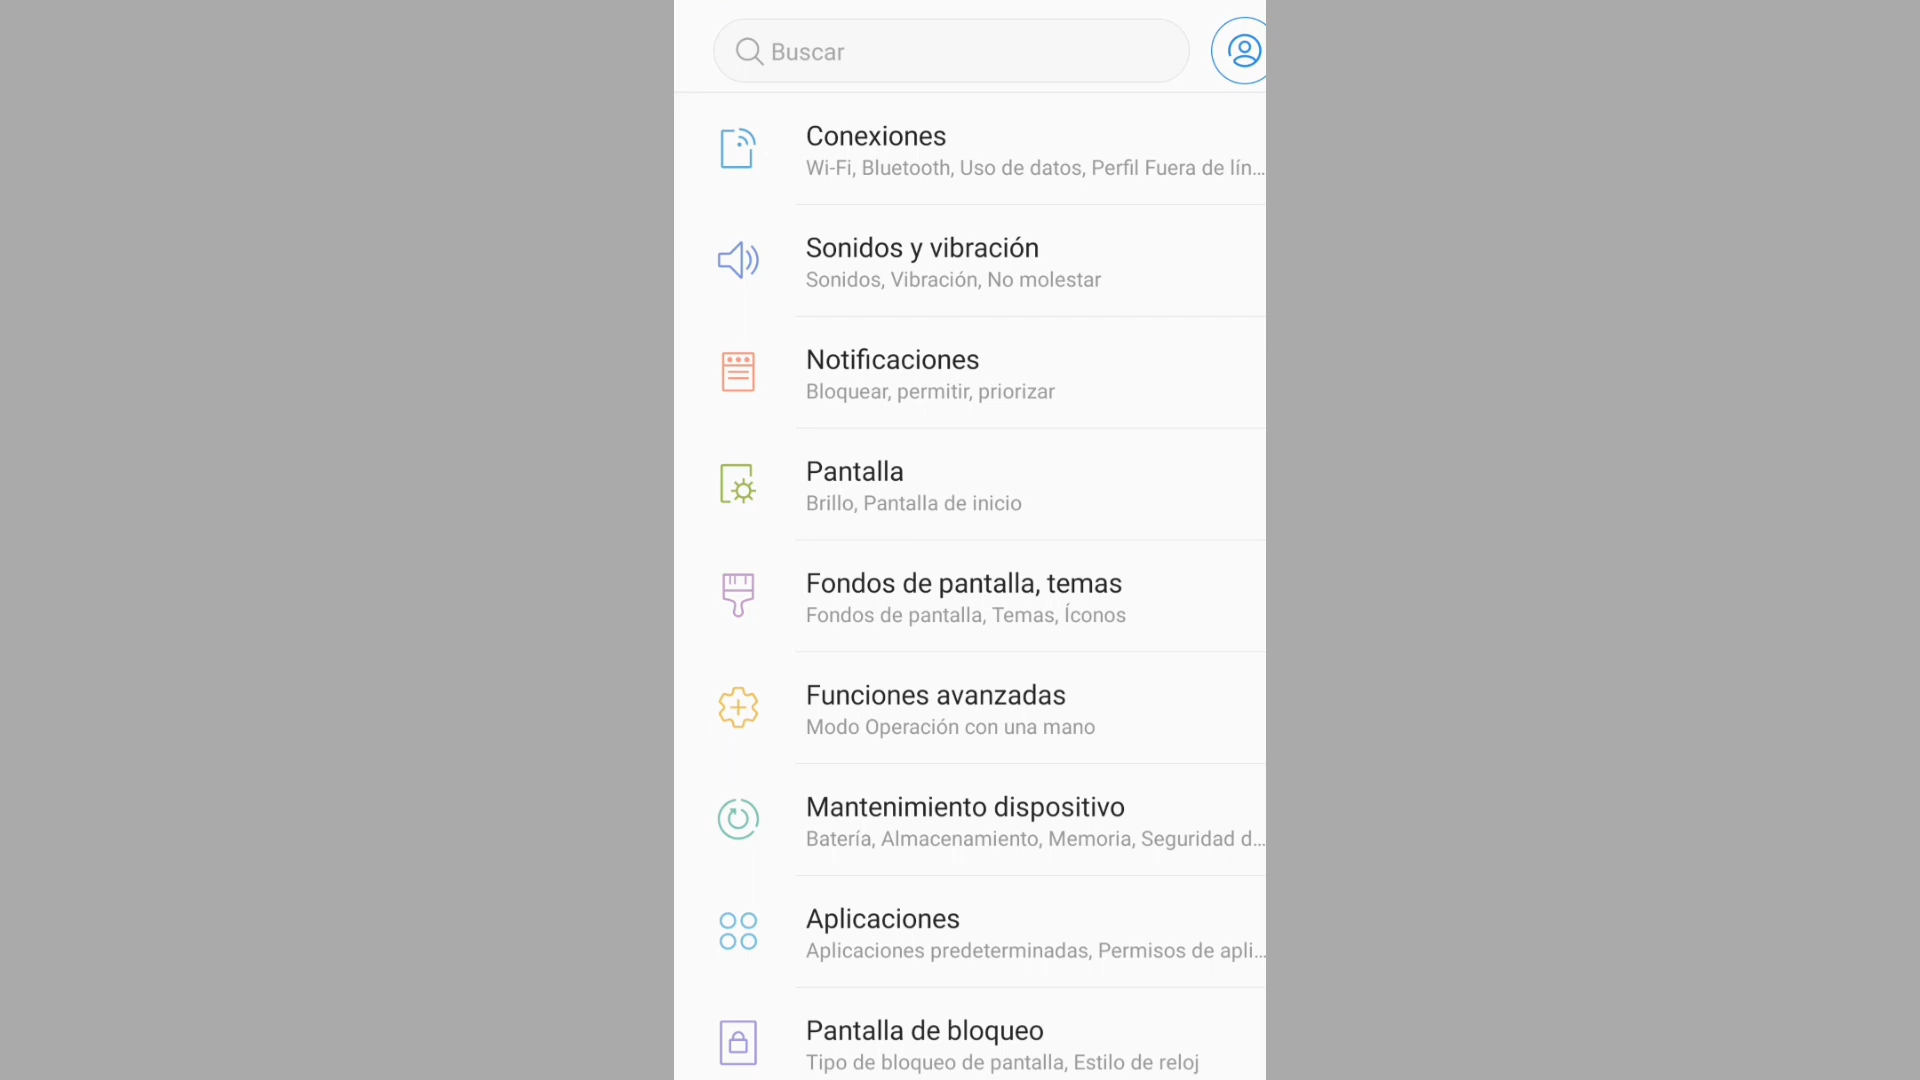 Buscar
Conexiones
Wi-Fi, Bluetooth, Uso de datos, Perfil Fuera de lín...
Sonidos y vibración
Sonidos, Vibración, No molestar
Notificaciones
Bloquear, permitir, priorizar
Pantalla
Brillo, Pantalla de inicio
Fondos de pantalla, temas
Fondos de pantalla, Temas, Íconos
Funciones avanzadas
Modo Operación con una mano
Mantenimiento dispositivo
Batería, Almacenamiento, Memoria, Seguridad d...
Aplicaciones
Aplicaciones predeterminadas, Permisos de apli...
Pantalla de bloqueo
Tipo de bloqueo de pantalla, Estilo de reloj